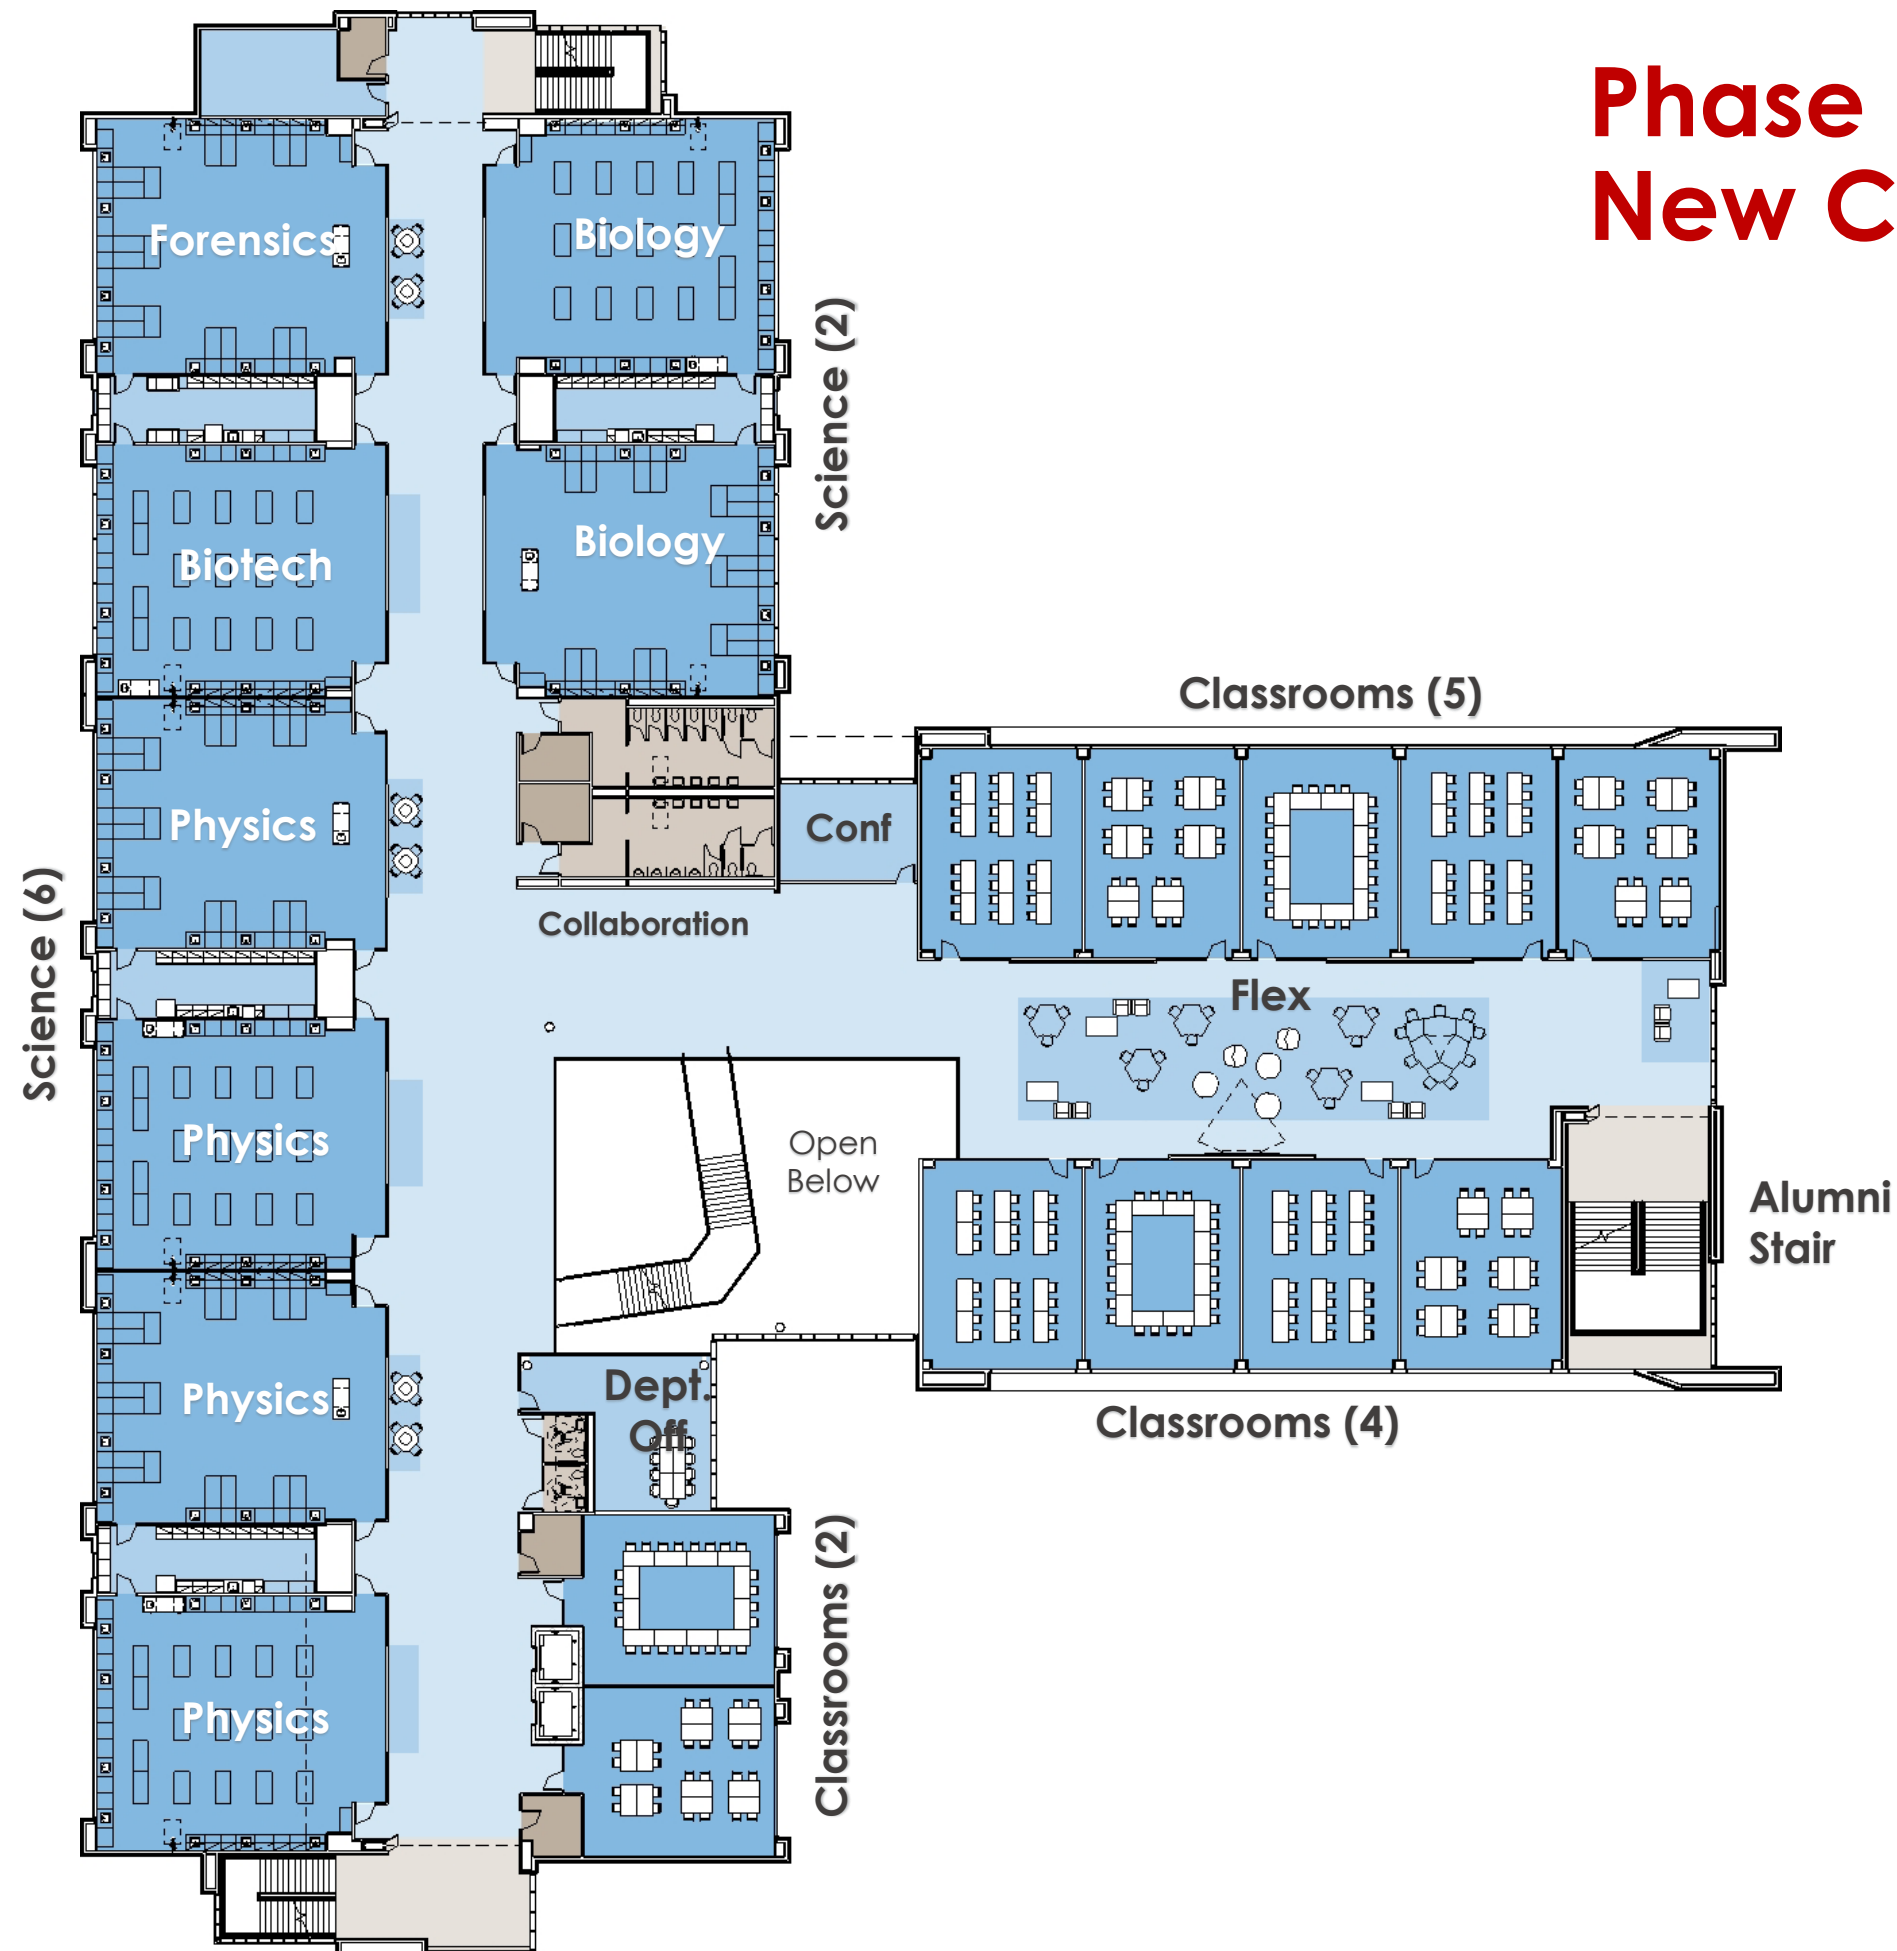 Phase
New C
Forensics
Biology
Science (2)
Biotech
Biology
Classrooms (5)
Physics
Conf
Science (6)
Collaboration
Flex
Physics
Open
Below
Alumni
Stair
Physics
Dept.
Off
Classrooms (4)
Classrooms (2)
Physics